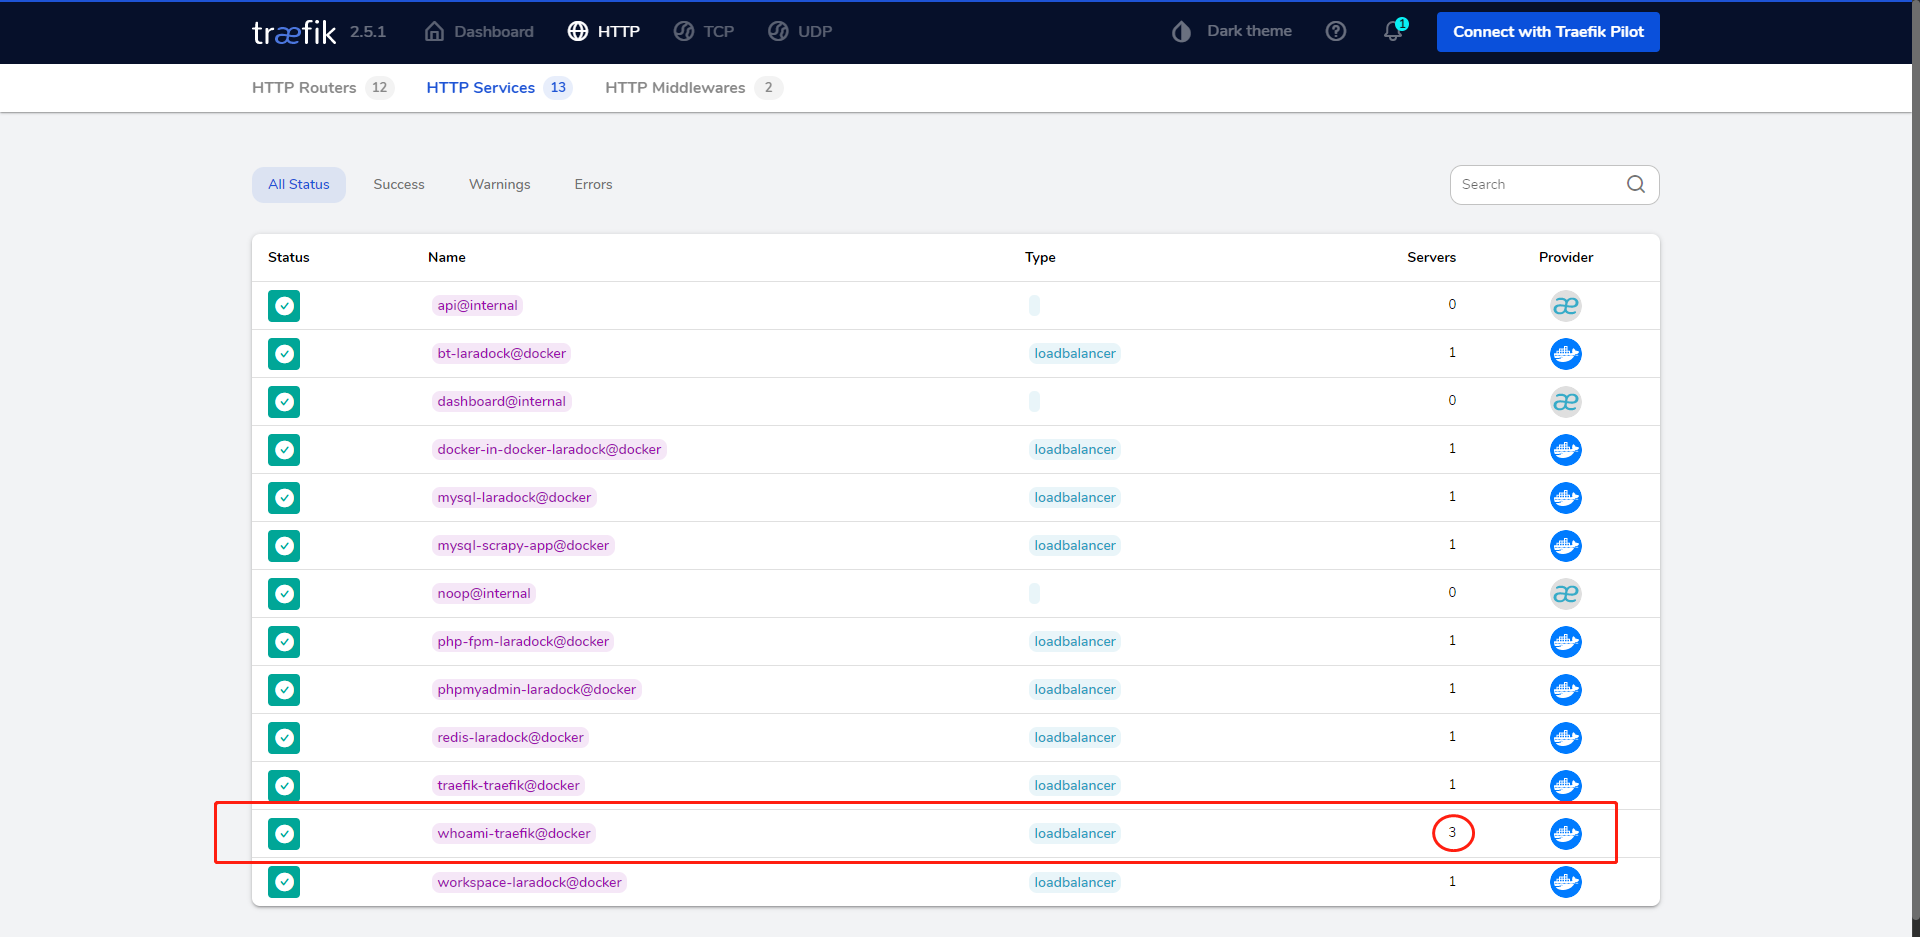 træfik 2.5.1 Dashboard HTTP TCP UDP Dark theme 1 Connect with Traefik Pilot
HTTP Routers 12 HTTP Services 13 HTTP Middlewares 2
All Status Success Warnings Errors Search
Status Name Type Servers Provider
api@internal 0 æ
bt-laradock@docker loadbalancer 1
dashboard@internal 0 æ
docker-in-docker-laradock@docker loadbalancer 1
mysql-laradock@docker loadbalancer 1
mysql-scrapy-app@docker loadbalancer 1
noop@internal 0 æ
php-fpm-laradock@docker loadbalancer 1
phpmyadmin-laradock@docker loadbalancer 1
redis-laradock@docker loadbalancer 1
traefik-traefik@docker loadbalancer 1
whoami-traefik@docker loadbalancer 3
workspace-laradock@docker loadbalancer 1